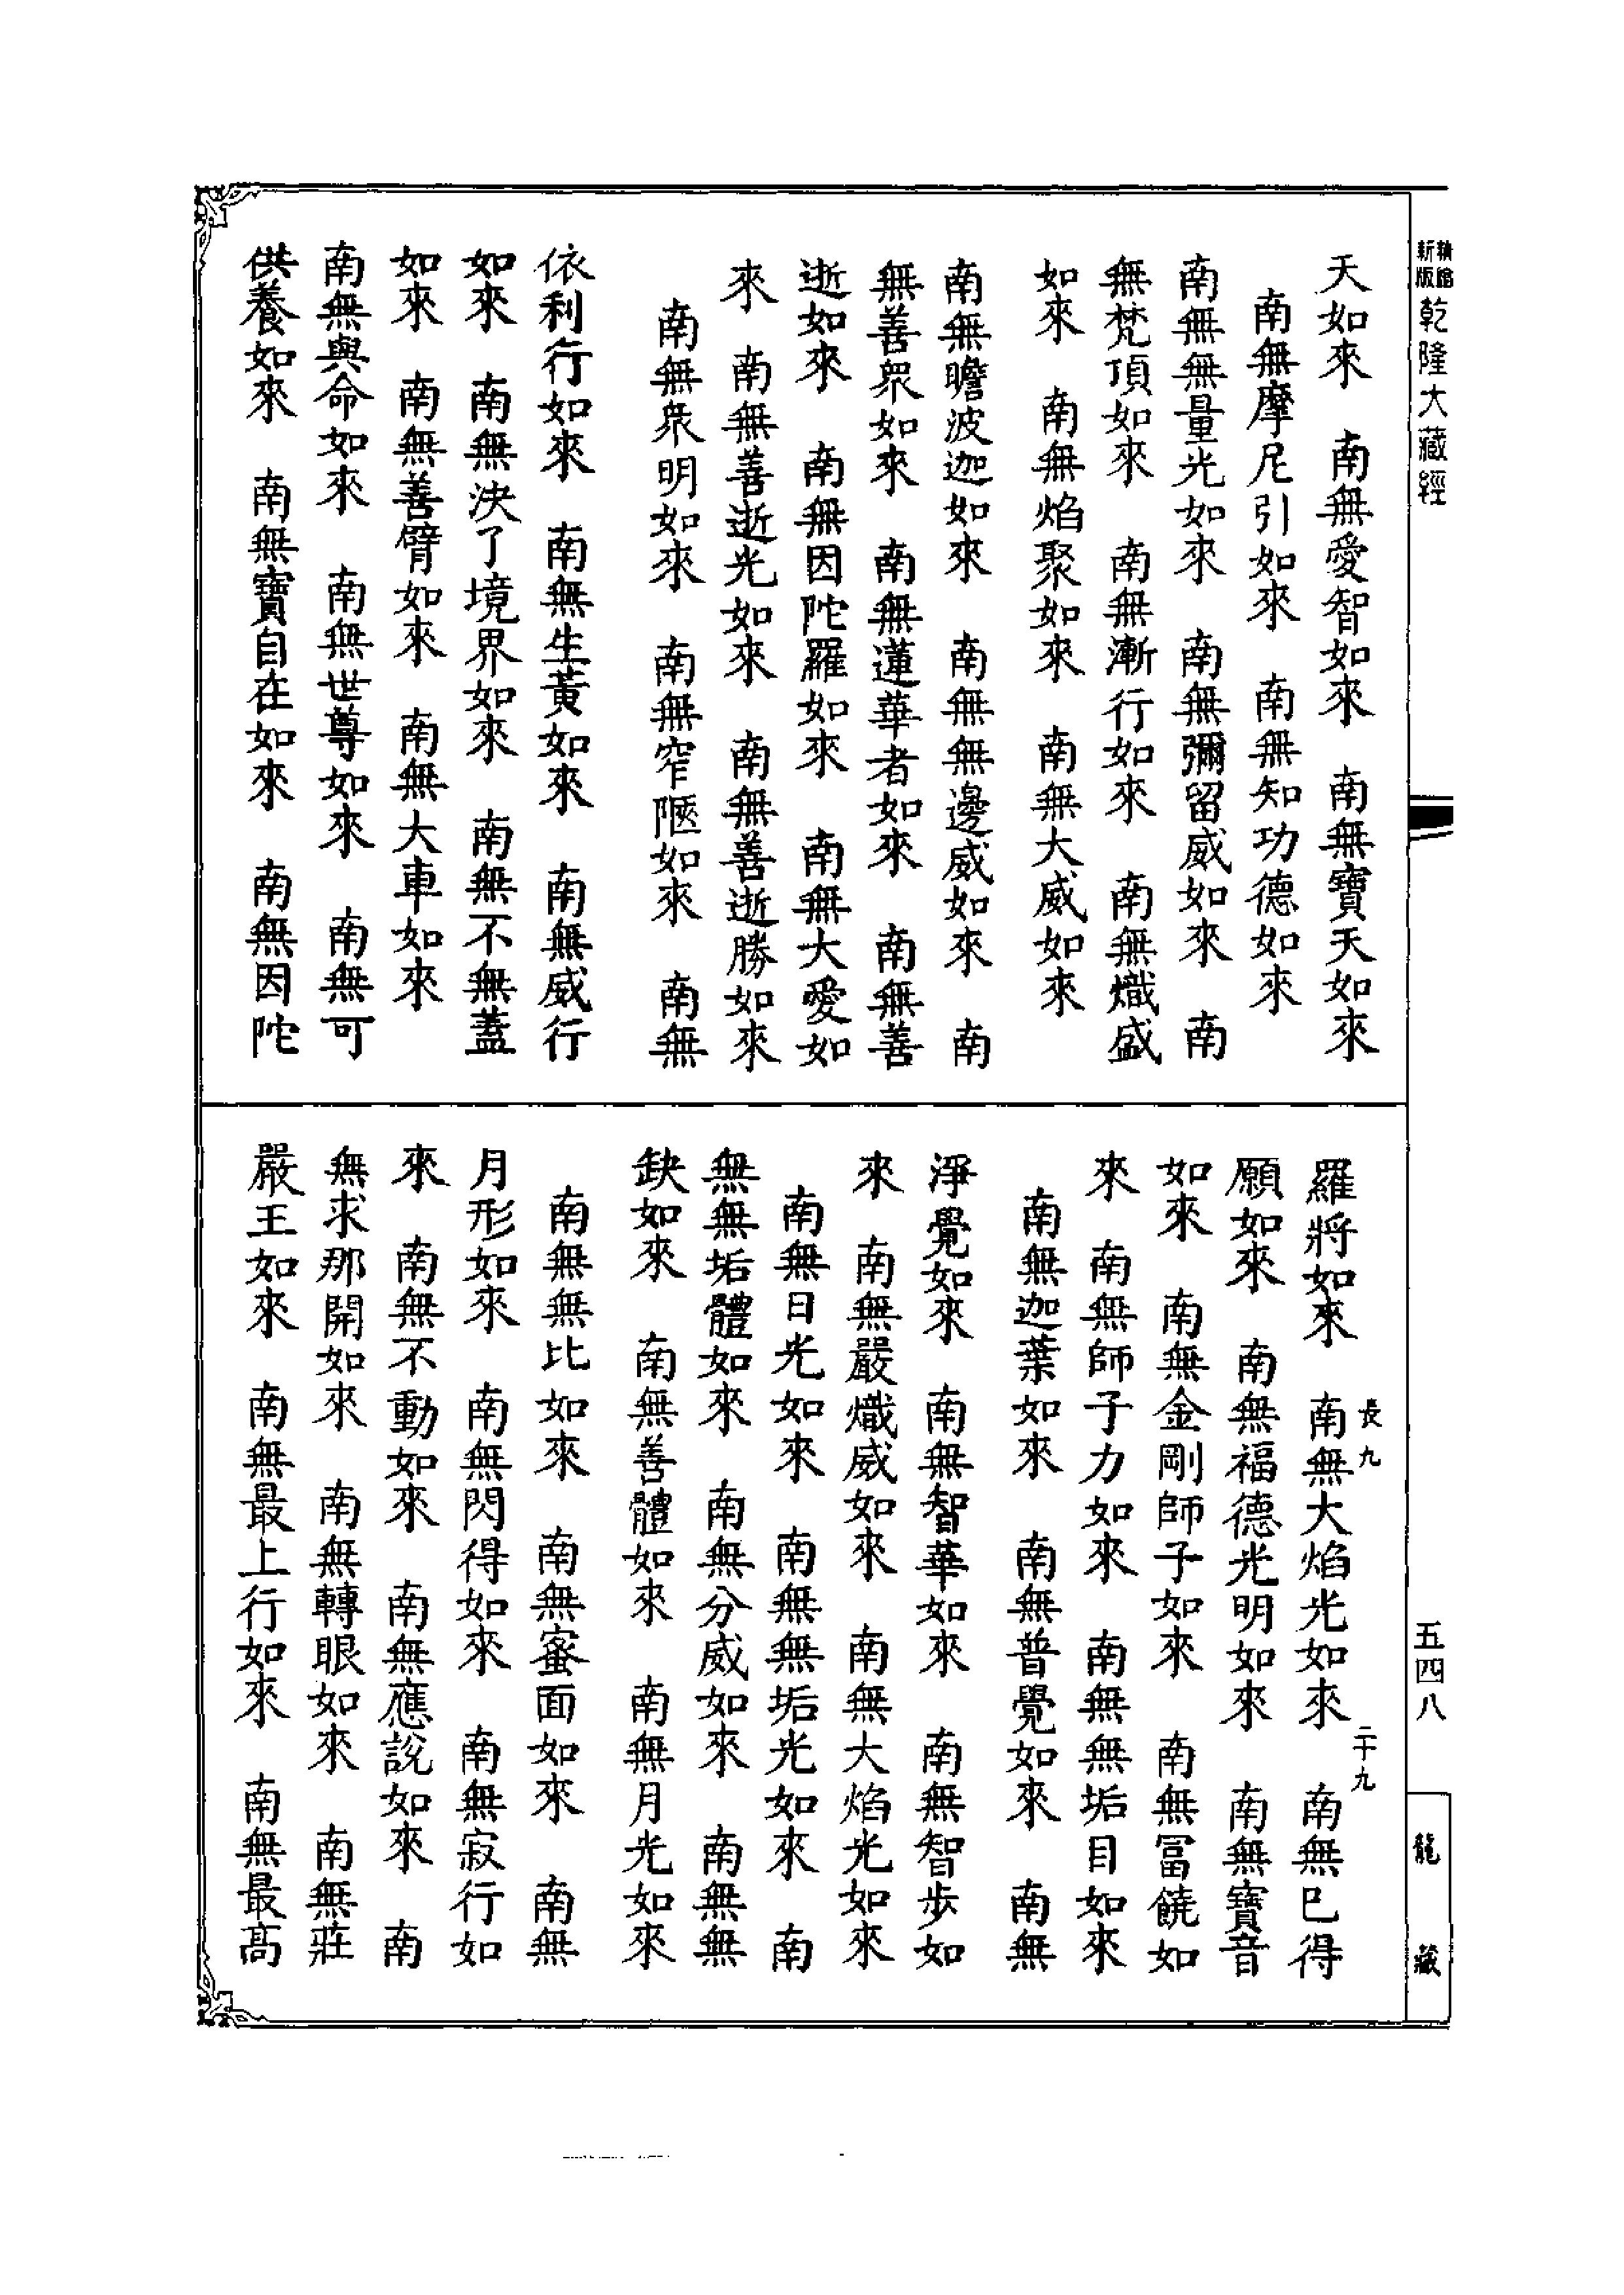 新版
精縮
乾隆大藏經
天如來　南無愛智如來　南無寶天如來
南無摩尼引如來　南無知功德如來
南無無量光如來　南無彌留威如來　南
無梵頂如來　南無漸行如來　南無熾盛
如來　南無焰聚如來　南無大威如來
南無瞻波迦如來　南無無邊威如來　南
無善衆如來　南無蓮華者如來　南無善
逝如來　南無因陀羅如來　南無大愛如
來　南無善逝光如來　南無善逝勝如來
南無衆明如來　南無窄陿如來　南無
依利行如來　南無生黃如來　南無威行
如來　南無決了境界如來　南無不無蓋
如來　南無善臂如來　南無大車如來
南無與命如來　南無世尊如來　南無可
供養如來　南無寶自在如來　南無因陀
羅將如來　南無大焰光如來　南無已得
願如來　南無福德光明如來　南無寶音
如來　南無金剛師子如來　南無冨饒如
來　南無師子力如來　南無無垢目如來
南無迦葉如來　南無普覺如來　南無
淨覺如來　南無智華如來　南無智步如
來　南無嚴熾威如來　南無大焰光如來
南無日光如來　南無無垢光如來　南
無無垢體如來　南無分威如來　南無無
缺如來　南無善體如來　南無月光如來
南無無比如來　南無蜜面如來　南無
月形如來　南無閃得如來　南無寂行如
來　南無不動如來　南無應說如來　南
無求那開如來　南無轉眼如來　南無莊
嚴王如來　南無最上行如來　南無最高
長九
二十九
五四八
龍藏